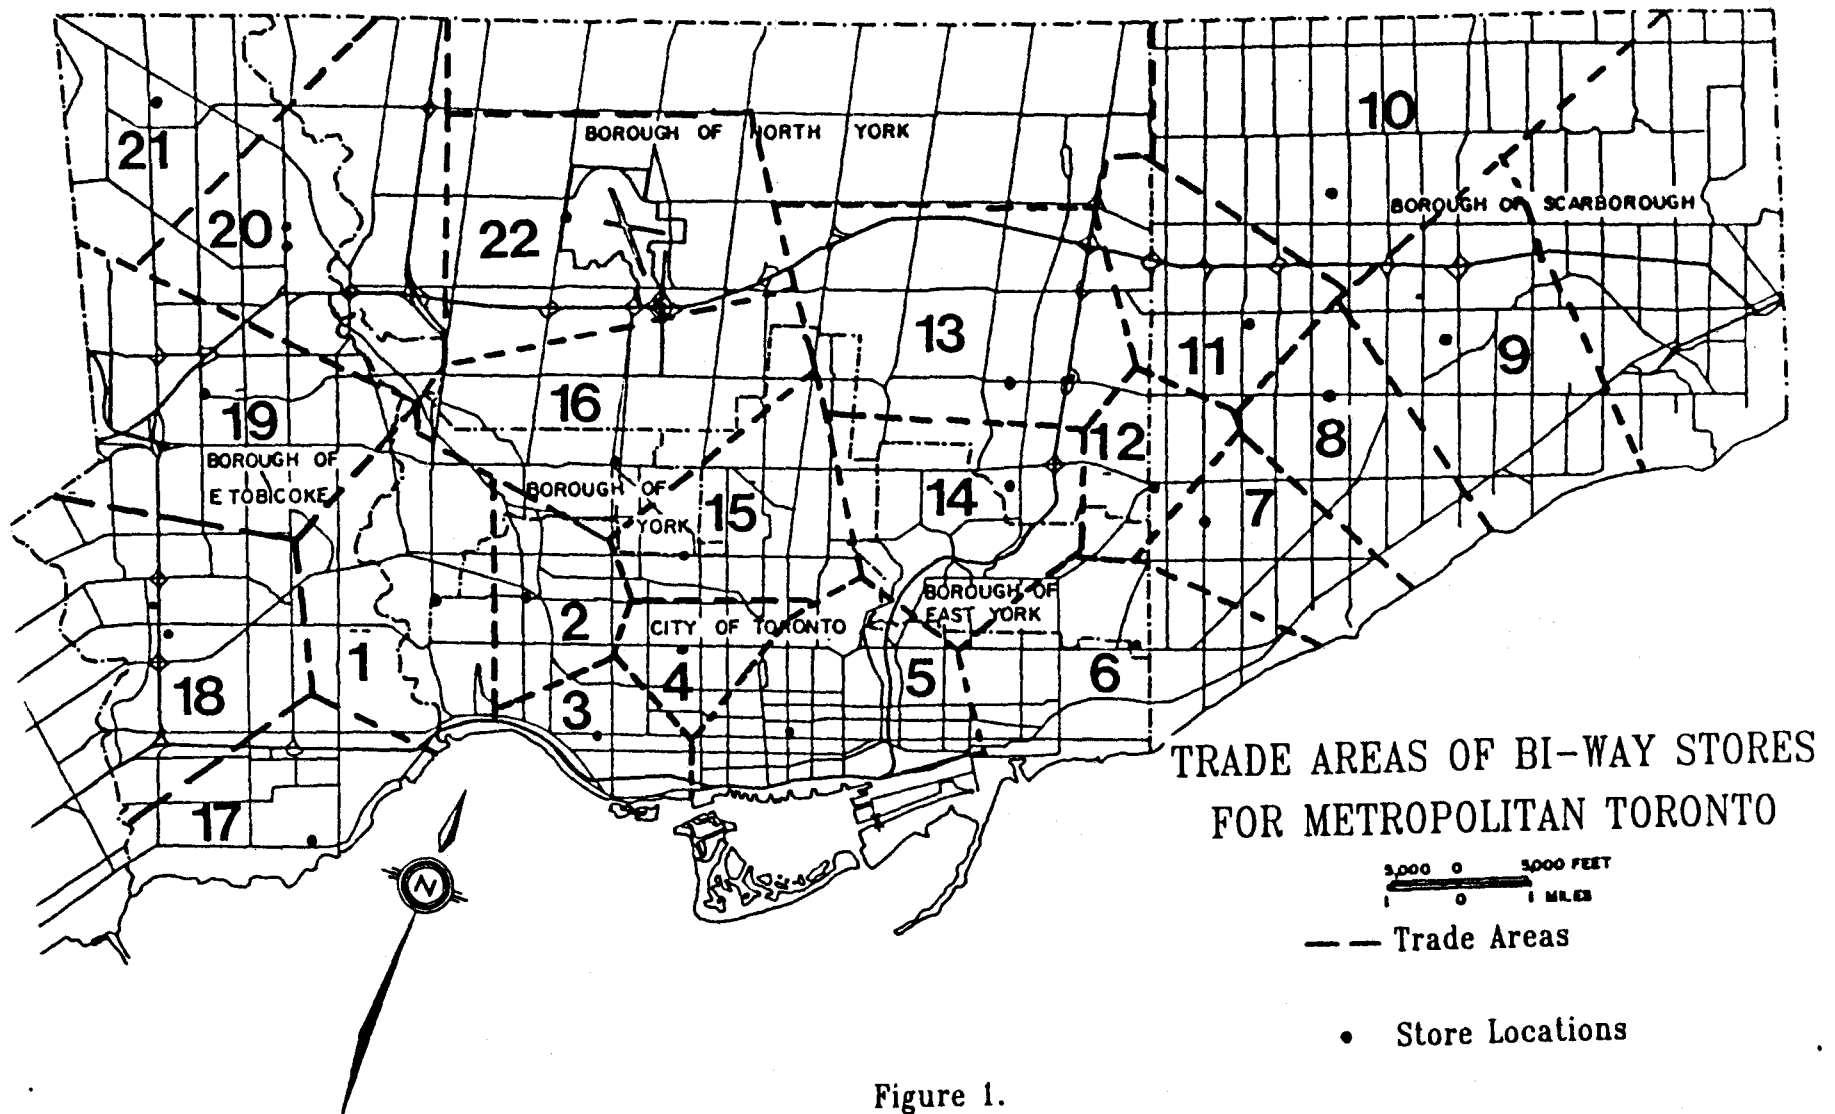 10
BOROUGH OF NORTH YORK
21
BOROUGH OF SCARBOROUGH
20
22
13
11
9
16
19
12
8
BOROUGH OF
ETOBICOKE
BOROUGH OF
YORK
15
14
7
BOROUGH OF
EAST YORK
2
CITY OF TORONTO
1
18
3
4
5
6
17
TRADE AREAS OF BI-WAY STORES
FOR METROPOLITAN TORONTO
5,000 0 5,000 FEET
1 0 1 MILES
N
Trade Areas
Store Locations
Figure 1.